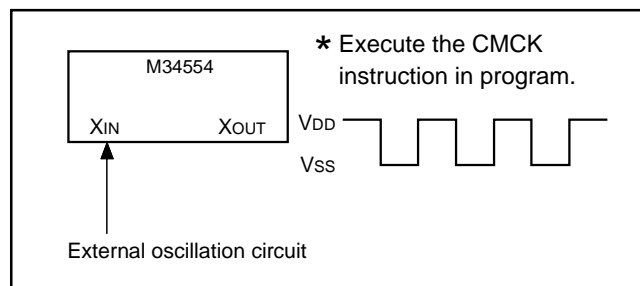 * Execute the CMCK
instruction in program.
M34554
XIN XOUT
VDD
VSS
External oscillation circuit